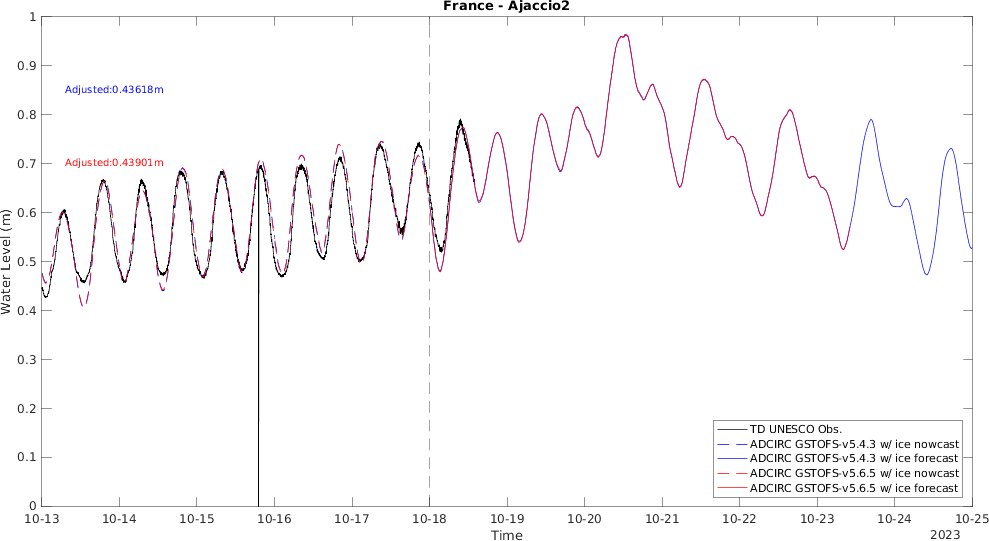 France - Ajaccio2
1
0.9
0.8
0.7
0.6
0.5
0.4
0.3
0.2
0.1
0
Water Level (m)
Adjusted:0.43618m
Adjusted:0.43901m
TD UNESCO Obs.
ADCIRC GSTOFS-v5.4.3 w/ ice nowcast
ADCIRC GSTOFS-v5.4.3 w/ ice forecast
ADCIRC GSTOFS-v5.6.5 w/ ice nowcast
ADCIRC GSTOFS-v5.6.5 w/ ice forecast
10-13 10-14 10-15 10-16 10-17 10-18 10-19 10-20 10-21 10-22 10-23 10-24 10-25
Time
2023